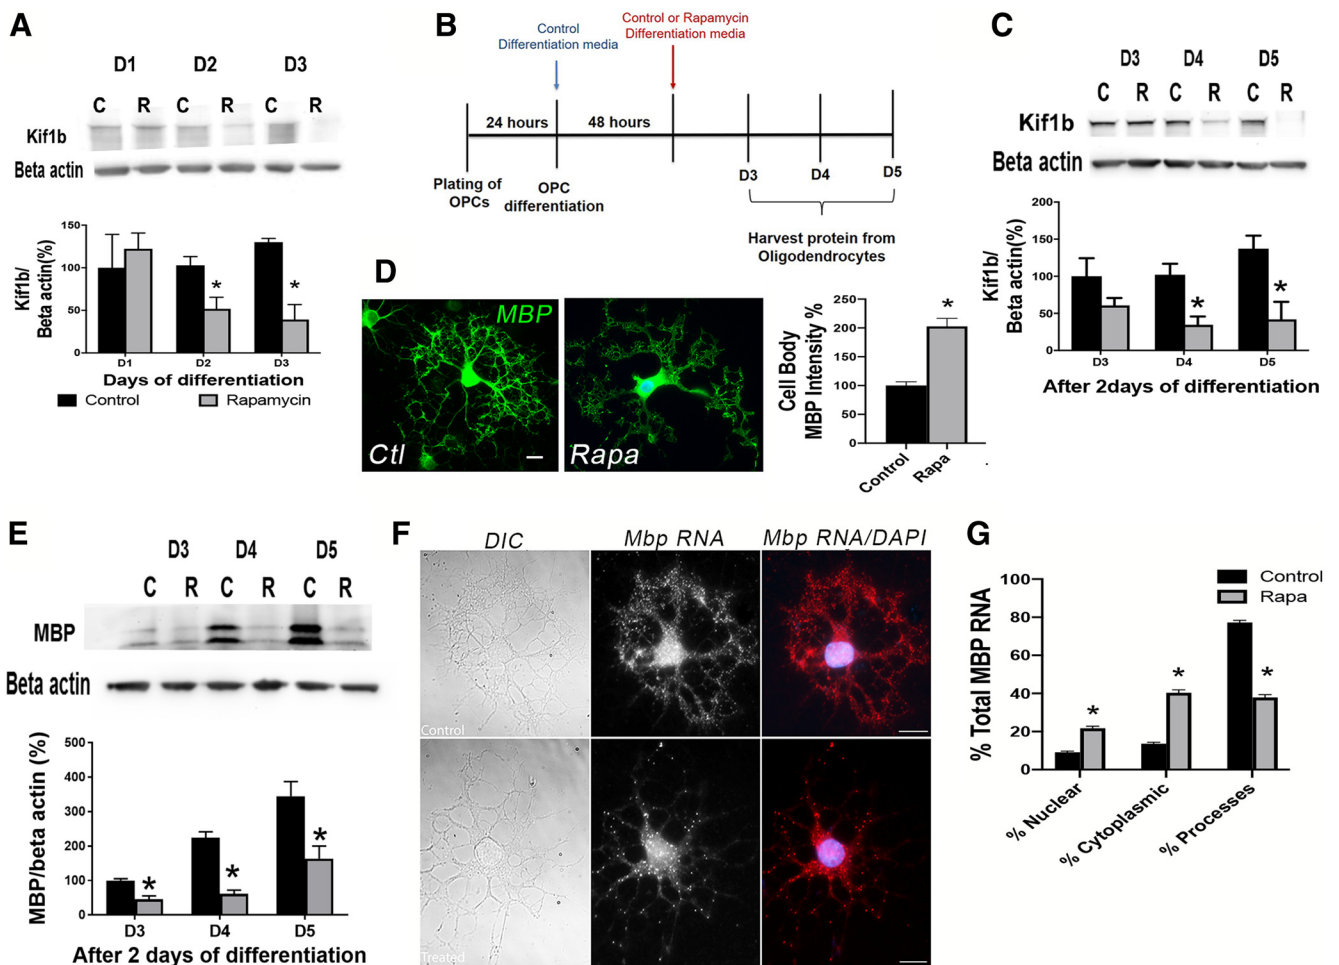 A
D1 D2 D3
C R C R C R
Kif1b
Beta actin
150
100
50
0
Kif1b/
Beta actin(%)
*
*
D1 D2 D3
Days of differentiation
Control Rapamycin
B
Control
Differentiation media
Control or Rapamycin
Differentiation media
24 hours 48 hours
Plating of
OPCs
OPC
differentiation
D3 D4 D5
Harvest protein from
Oligodendrocytes
C
D3 D4 D5
C R C R C R
Kif1b
Beta actin
200
150
100
50
0
Kif1b/
Beta actin(%)
*
*
D3 D4 D5
After 2days of differentiation
D
MBP
Ctl
Rapa
250
200
150
100
50
0
Cell Body
MBP Intensity %
*
Control
Rapa
E
D3 D4 D5
C R C R C R
MBP
Beta actin
500
400
300
200
100
0
MBP/beta actin (%)
*
*
*
D3 D4 D5
After 2 days of differentiation
F
DIC
Mbp RNA
Mbp RNA/DAPI
Control
Treated
G
Control
Rapa
100
80
60
40
20
0
% Total MBP RNA
*
*
*
% Nuclear
% Cytoplasmic
% Processes